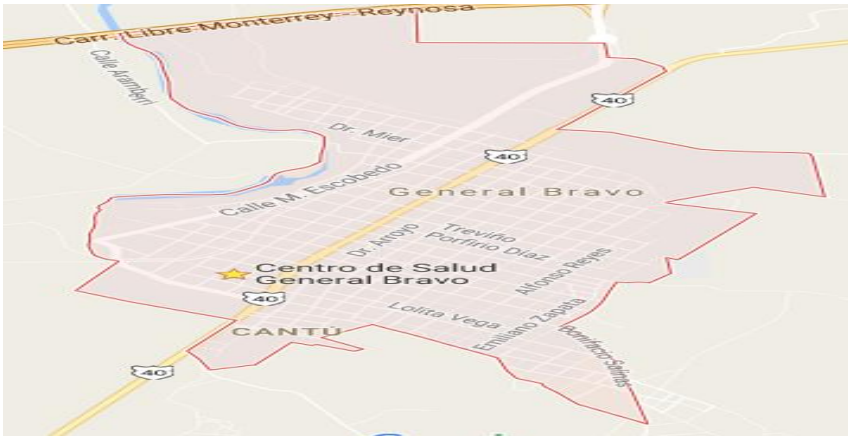 Carr. Libre Monterrey - Reynosa
Calle Aramberri
40
Dr. Mier
40
Calle M. Escobedo
General Bravo
Dr. Arroyo
Treviño
Porfirio Diaz
Centro de Salud
General Bravo
Alfonso Reyes
40
Lolita Vega
CANTÚ
Emiliano Zapata
Bonifacio Salinas
40